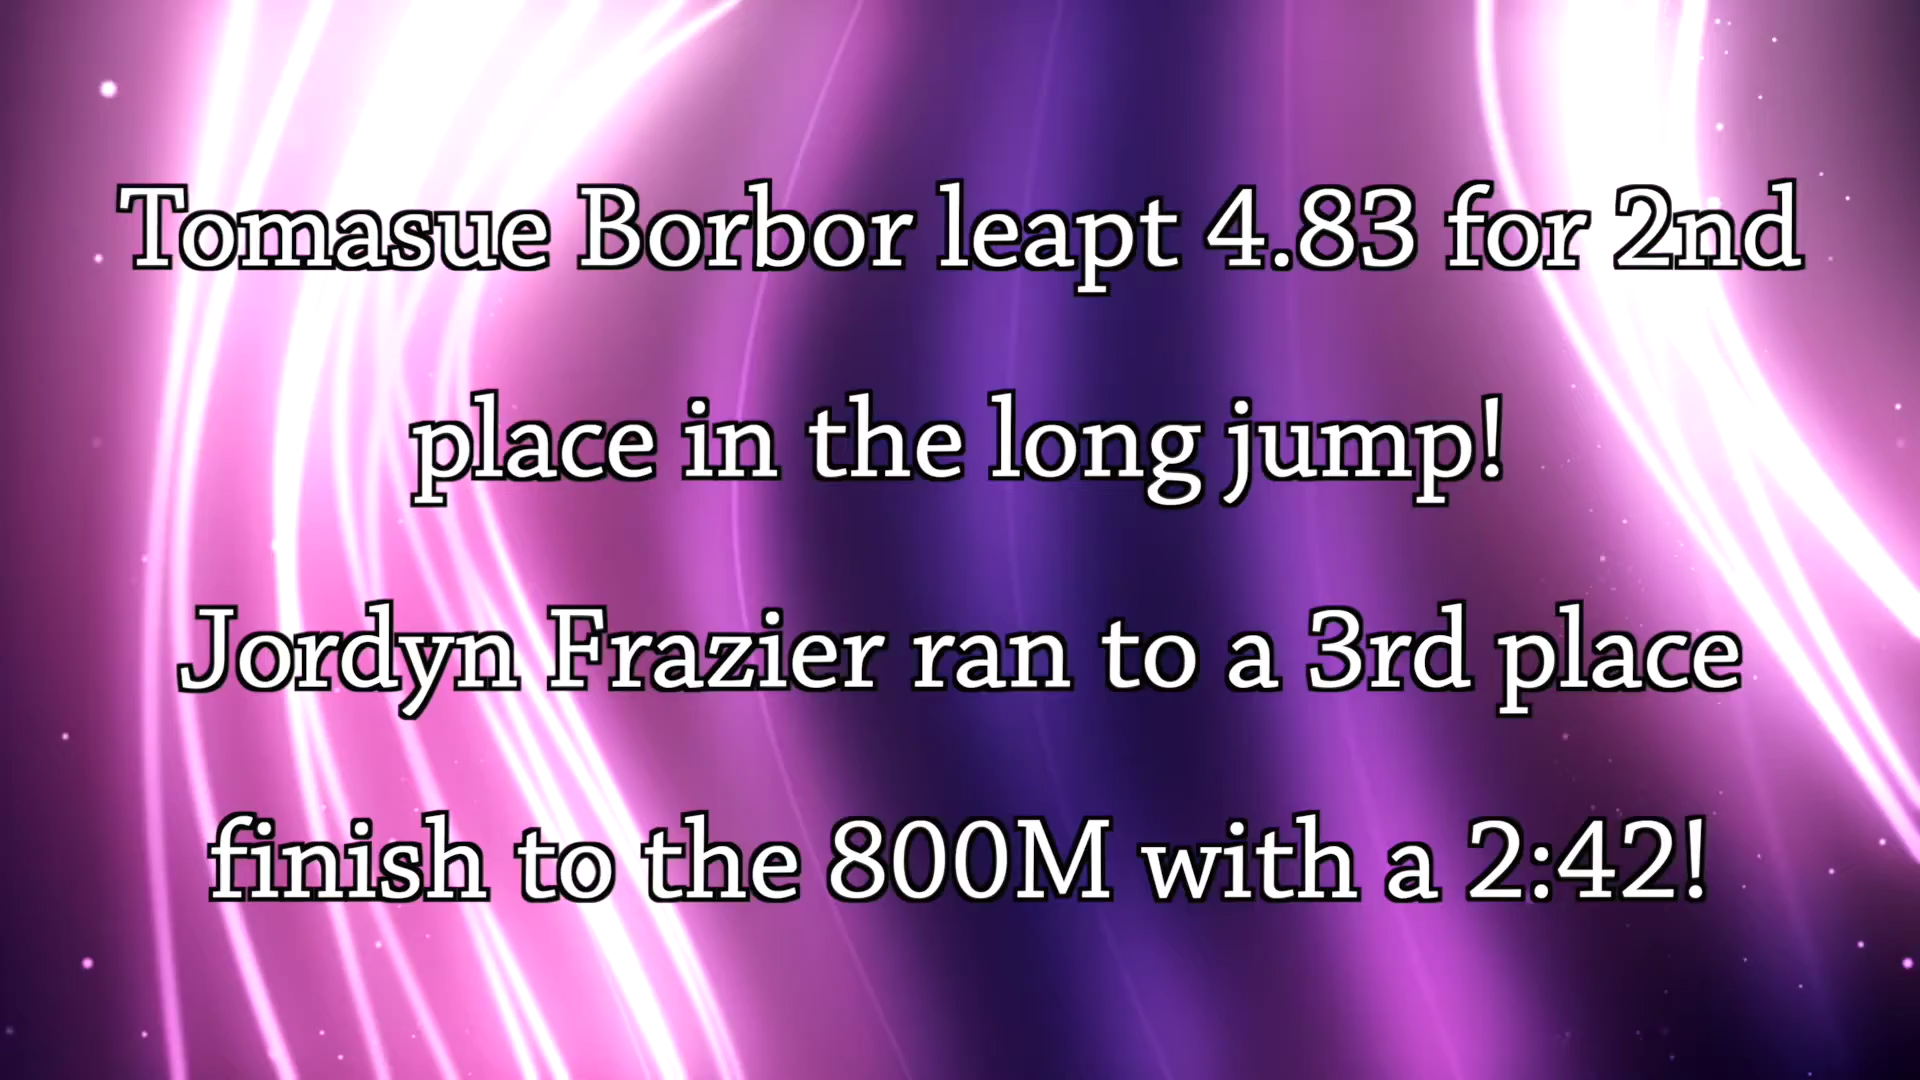 Tomasue Borbor leapt 4.83 for 2nd
place in the long jump!
Jordyn Frazier ran to a 3rd place
finish to the 800M with a 2:42!